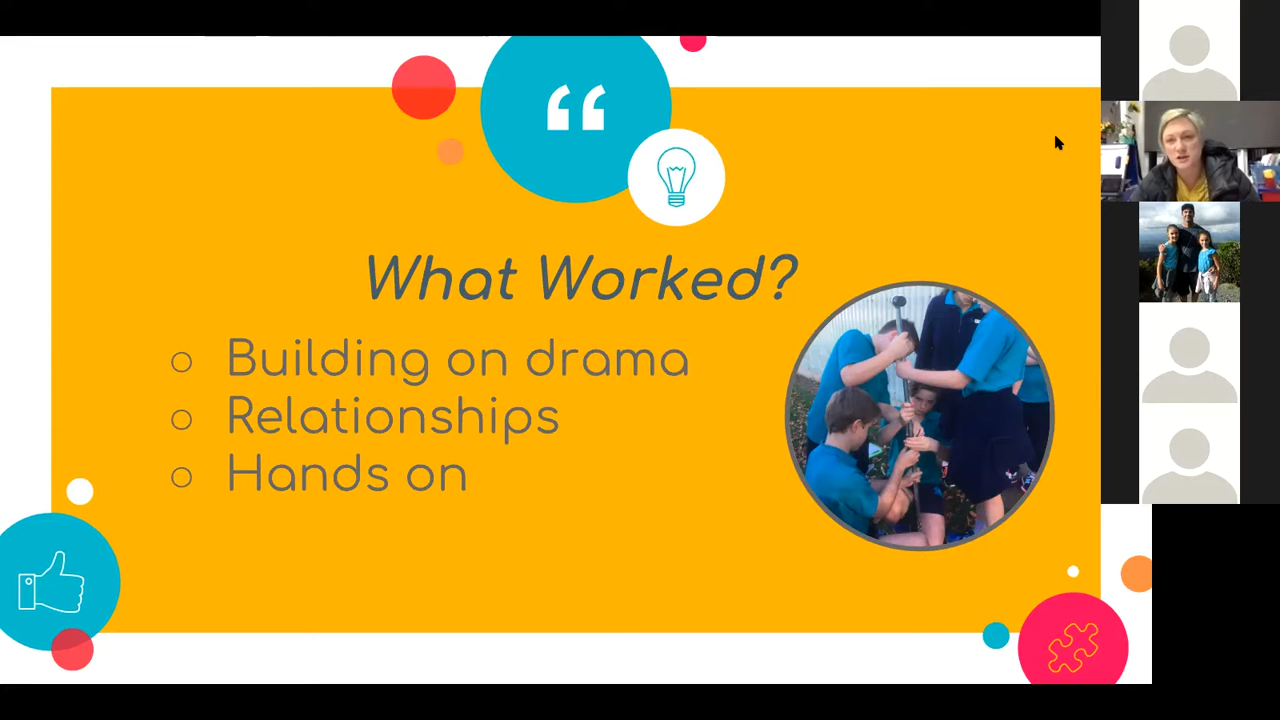 “
What Worked?
○ Building on drama
○ Relationships
○ Hands on